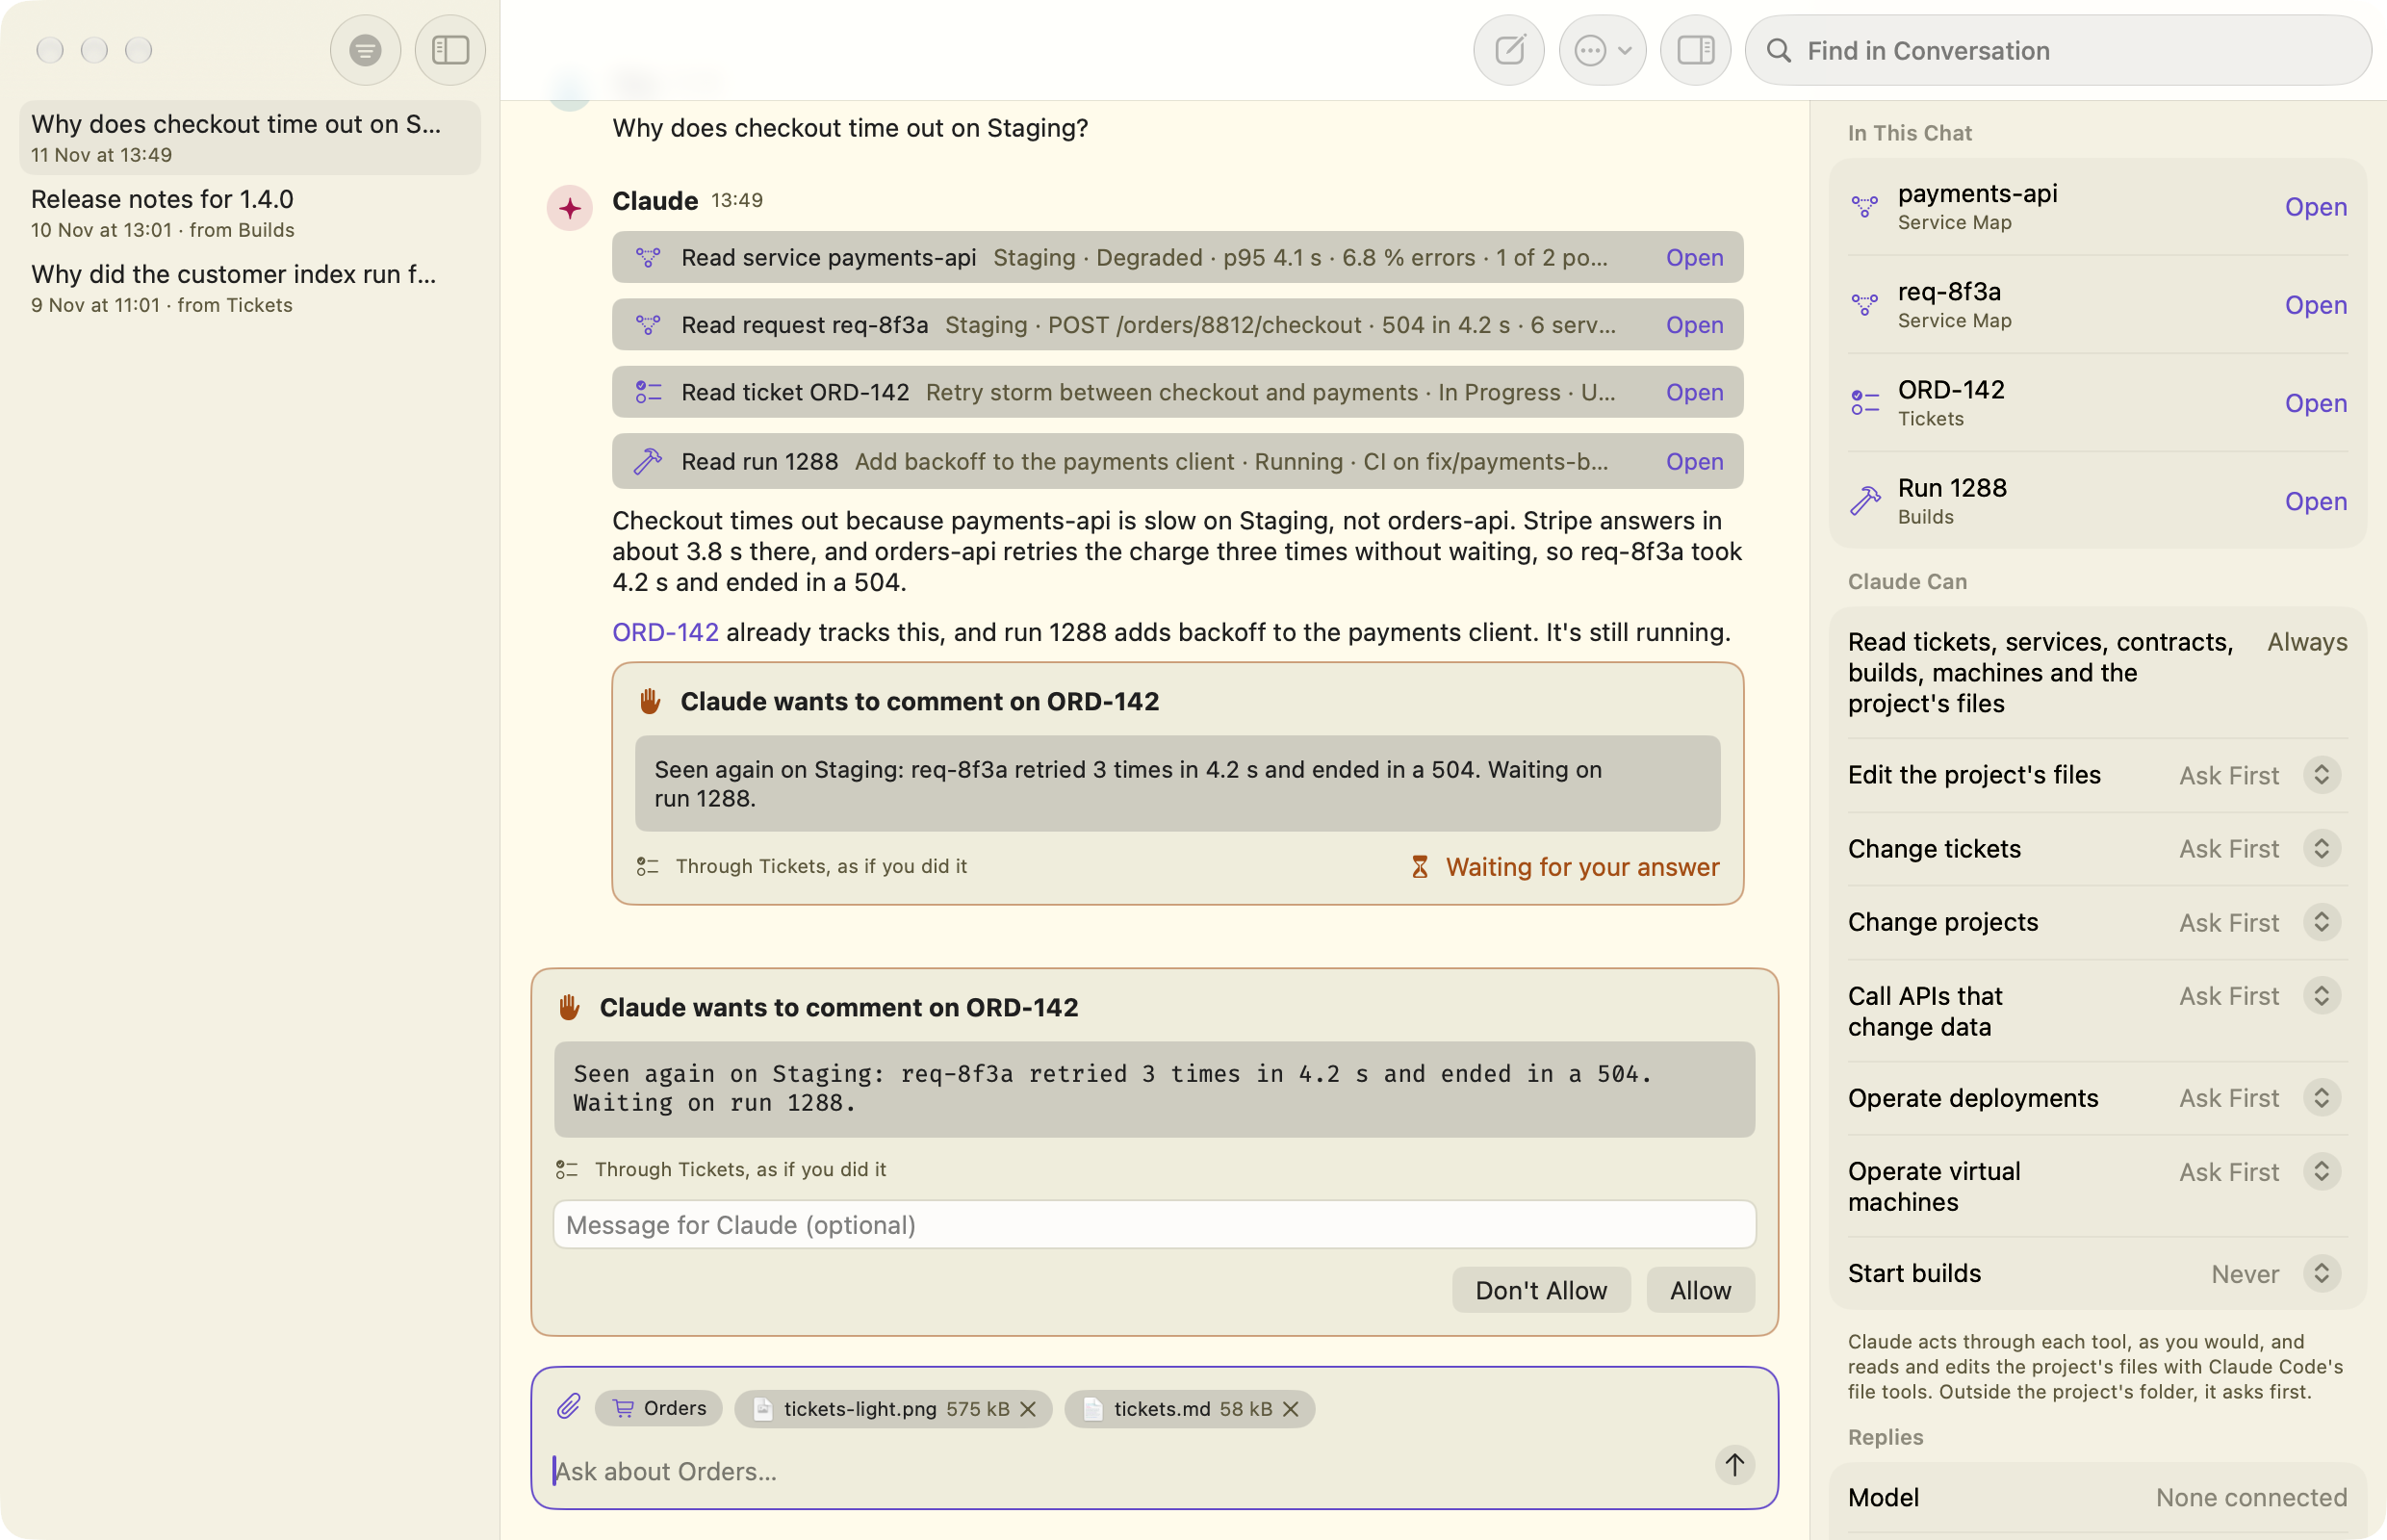 Find in Conversation
Why does checkout time out on S...
11 Nov at 13:49
Release notes for 1.4.0
10 Nov at 13:01 · from Builds
Why did the customer index run f...
9 Nov at 11:01 · from Tickets
Why does checkout time out on Staging?
Claude 13:49
Read service payments-api Staging · Degraded · p95 4.1 s · 6.8 % errors · 1 of 2 po... Open
Read request req-8f3a Staging · POST /orders/8812/checkout · 504 in 4.2 s · 6 serv... Open
Read ticket ORD-142 Retry storm between checkout and payments · In Progress · U... Open
Read run 1288 Add backoff to the payments client · Running · CI on fix/payments-b... Open
Checkout times out because payments-api is slow on Staging, not orders-api. Stripe answers in
about 3.8 s there, and orders-api retries the charge three times without waiting, so req-8f3a took
4.2 s and ended in a 504.
ORD-142 already tracks this, and run 1288 adds backoff to the payments client. It's still running.
Claude wants to comment on ORD-142
Seen again on Staging: req-8f3a retried 3 times in 4.2 s and ended in a 504. Waiting on
run 1288.
Through Tickets, as if you did it
Waiting for your answer
Claude wants to comment on ORD-142
Seen again on Staging: req-8f3a retried 3 times in 4.2 s and ended in a 504.
Waiting on run 1288.
Through Tickets, as if you did it
Message for Claude (optional)
Don't Allow
Allow
Orders
tickets-light.png 575 kB
tickets.md 58 kB
Ask about Orders...
In This Chat
payments-api
Service Map
Open
req-8f3a
Service Map
Open
ORD-142
Tickets
Open
Run 1288
Builds
Open
Claude Can
Read tickets, services, contracts, Always
builds, machines and the
project's files
Edit the project's files Ask First
Change tickets Ask First
Change projects Ask First
Call APIs that Ask First
change data
Operate deployments Ask First
Operate virtual Ask First
machines
Start builds Never
Claude acts through each tool, as you would, and
reads and edits the project's files with Claude Code's
file tools. Outside the project's folder, it asks first.
Replies
Model None connected